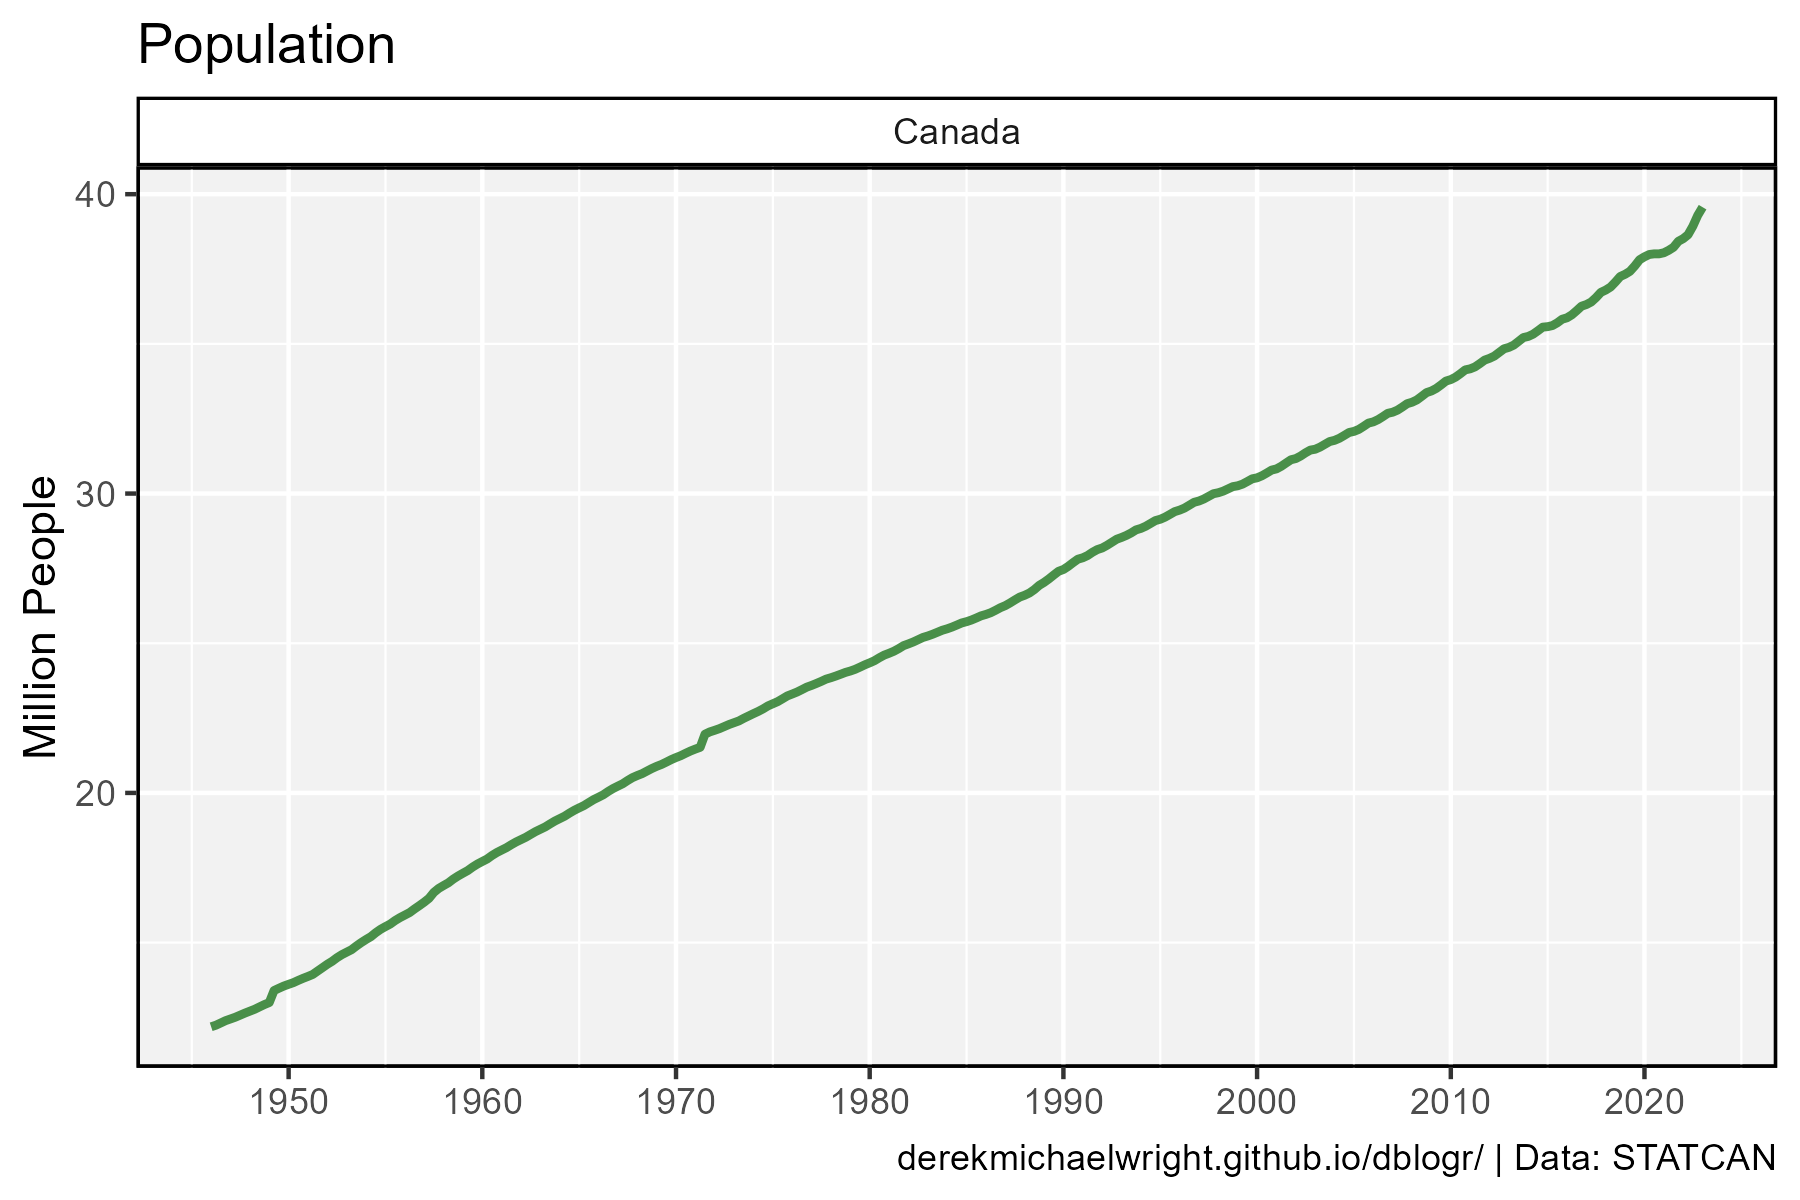 Population
Canada
40
30
20
Million People
1950 1960 1970 1980 1990 2000 2010 2020
derekmichaelwright.github.io/dblogr/ | Data: STATCAN